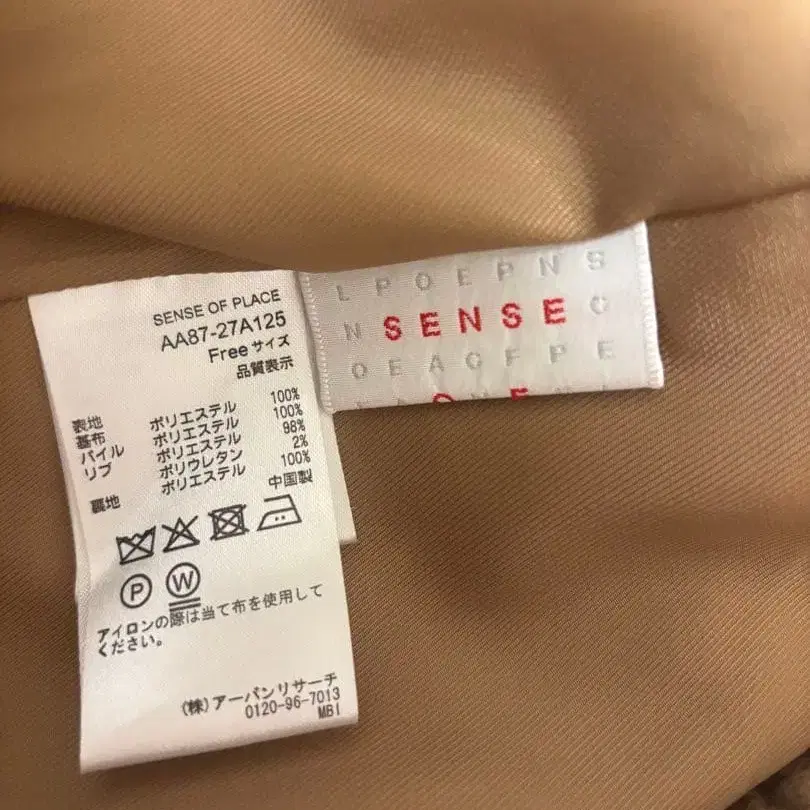 SENSE OF PLACE
AA87-27A125
Free サイズ
品質表示
表地
基布 ポリエステル 100%
パイル ポリエステル 100%
リブ ポリエステル 98%
ポリウレタン 2%
裏地 ポリエステル 100%
中国製
P W
アイロンの際は当て布を使用して
ください。
(株)アーバンリサーチ
0120-96-7013
MBI
LPOEPNS
NSENSEC
OEACFPE